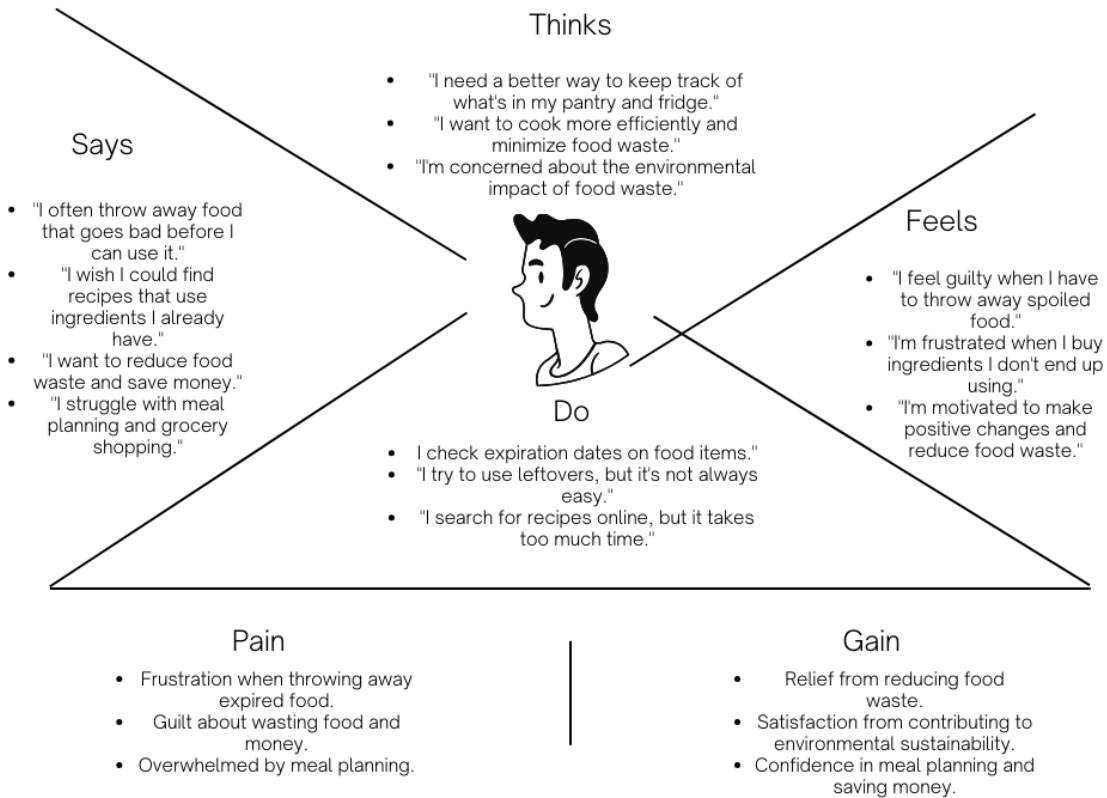 Thinks
• "I need a better way to keep track of
what's in my pantry and fridge."
• "I want to cook more efficiently and
minimize food waste."
• "I'm concerned about the environmental
impact of food waste."
Says
• "I often throw away food
that goes bad before I
can use it."
• "I wish I could find
recipes that use
ingredients I already
have."
• "I want to reduce food
waste and save money."
• "I struggle with meal
planning and grocery
shopping."
Feels
• "I feel guilty when I have
to throw away spoiled
food."
• "I'm frustrated when I buy
ingredients I don't end up
using."
• "I'm motivated to make
positive changes and
reduce food waste."
Do
• I check expiration dates on food items."
• "I try to use leftovers, but it's not always
easy."
• "I search for recipes online, but it takes
too much time."
Pain
• Frustration when throwing away
expired food.
• Guilt about wasting food and
money.
• Overwhelmed by meal planning.
Gain
• Relief from reducing food
waste.
• Satisfaction from contributing to
environmental sustainability.
• Confidence in meal planning and
saving money.